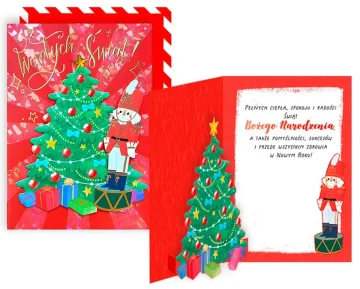 Wesołych Świąt!
PEŁNYCH CIEPŁA, SPOKOJU I RADOŚCI
ŚWIĄT
Bożego Narodzenia,
A TAKŻE POMYŚLNOŚCI, SUKCESÓW
I PRZEDE WSZYSTKIM ZDROWIA
W NOWYM ROKU!